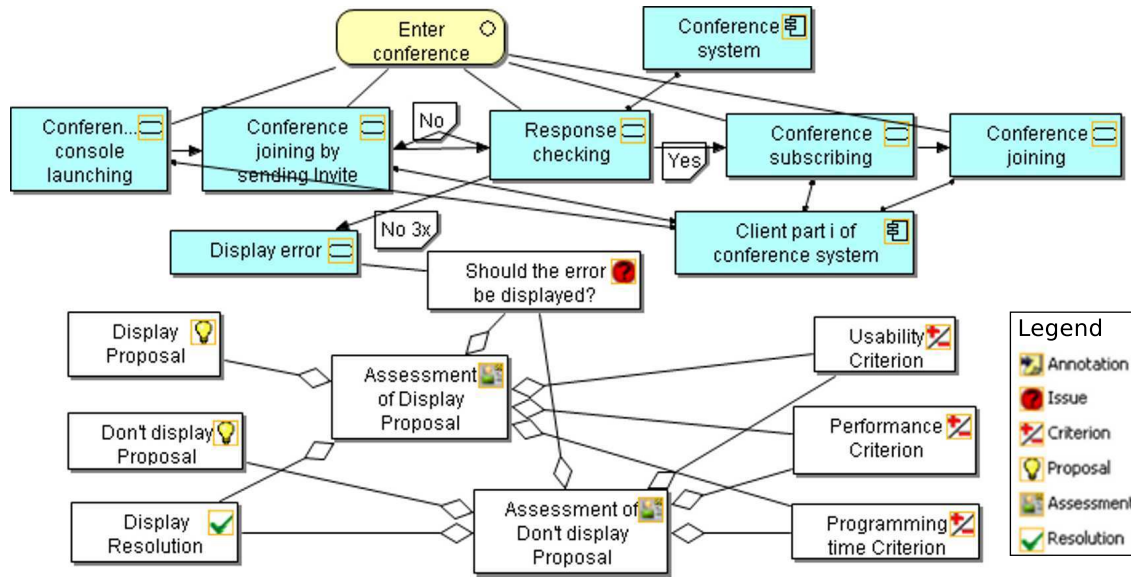 Enter
conference
Conference
system
Conferen...
console
launching
Conference
joining by
sending Invite
No
Response
checking
Yes
Conference
subscribing
Conference
joining
No 3x
Display error
Client part i of
conference system
Should the error
be displayed?
Display
Proposal
Assessment
of Display
Proposal
Usability
Criterion
Don't display
Proposal
Performance
Criterion
Display
Resolution
Assessment of
Don't display
Proposal
Programming
time Criterion
Legend
Annotation
Issue
Criterion
Proposal
Assessment
Resolution